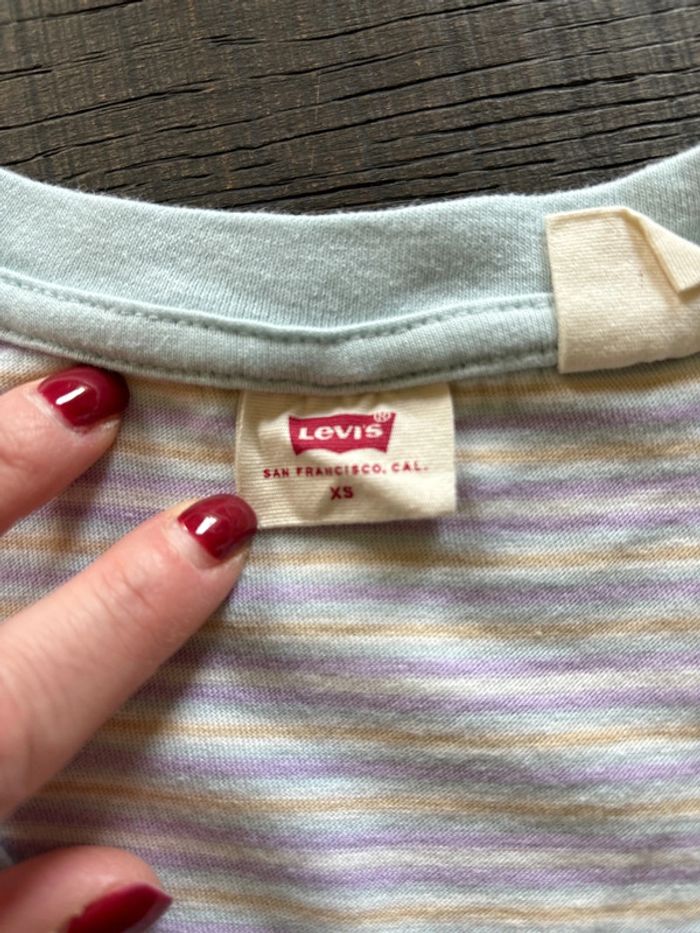 Levi's®
SAN FRANCISCO, CAL.
XS